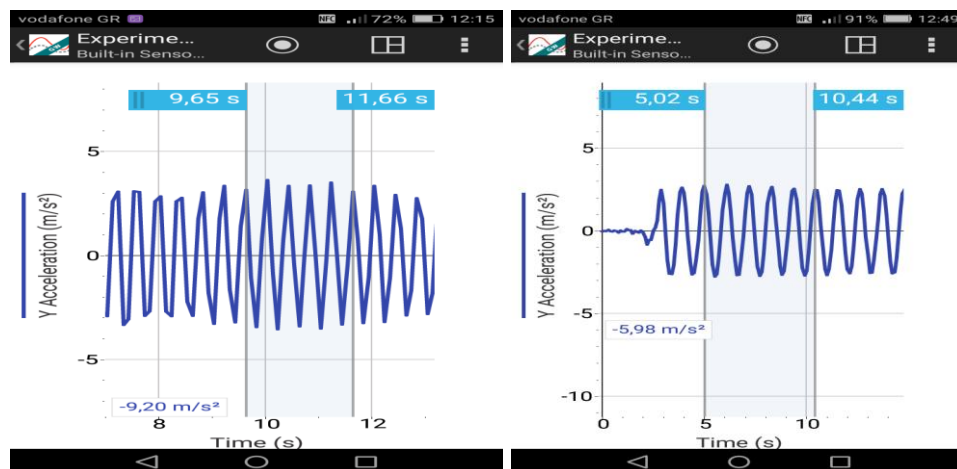 vodafone GR NFC 72% 12:15
Experime...
Built-in Senso...
9,65 s 11,66 s
5
0
-5
Y Acceleration (m/s²)
-9,20 m/s²
8 10 12
Time (s)
vodafone GR NFC 91% 12:49
Experime...
Built-in Senso...
5,02 s 10,44 s
5
0
-5
-10
Y Acceleration (m/s²)
-5,98 m/s²
0 5 10
Time (s)